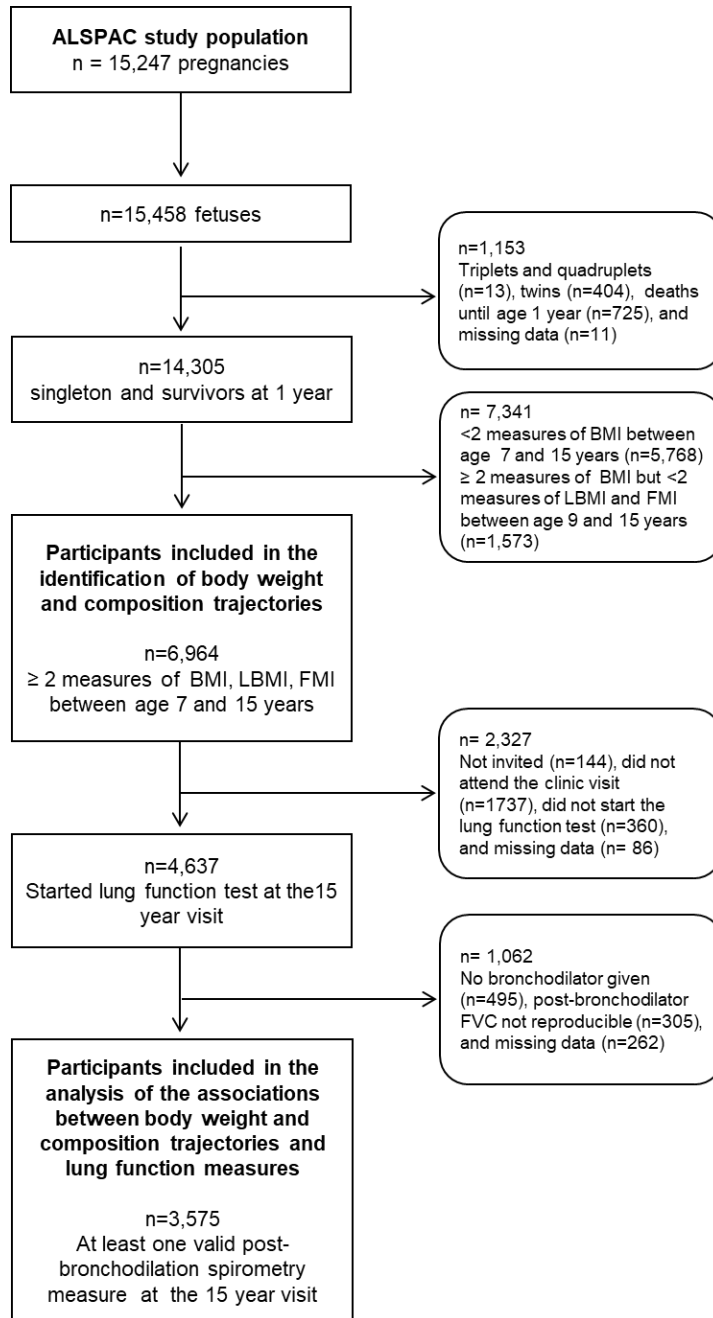 ALSPAC study population
n = 15,247 pregnancies
n=15,458 fetuses
n=1,153
Triplets and quadruplets
(n=13), twins (n=404), deaths
until age 1 year (n=725), and
missing data (n=11)
n=14,305
singleton and survivors at 1 year
n= 7,341
<2 measures of BMI between
age 7 and 15 years (n=5,768)
≥ 2 measures of BMI but <2
measures of LBMI and FMI
between age 9 and 15 years
(n=1,573)
Participants included in the
identification of body weight
and composition trajectories
n=6,964
≥ 2 measures of BMI, LBMI, FMI
between age 7 and 15 years
n= 2,327
Not invited (n=144), did not
attend the clinic visit
(n=1737), did not start the
lung function test (n=360),
and missing data (n= 86)
n=4,637
Started lung function test at the15
year visit
n= 1,062
No bronchodilator given
(n=495), post-bronchodilator
FVC not reproducible (n=305),
and missing data (n=262)
Participants included in the
analysis of the associations
between body weight and
composition trajectories and
lung function measures
n=3,575
At least one valid post-
bronchodilation spirometry
measure at the 15 year visit